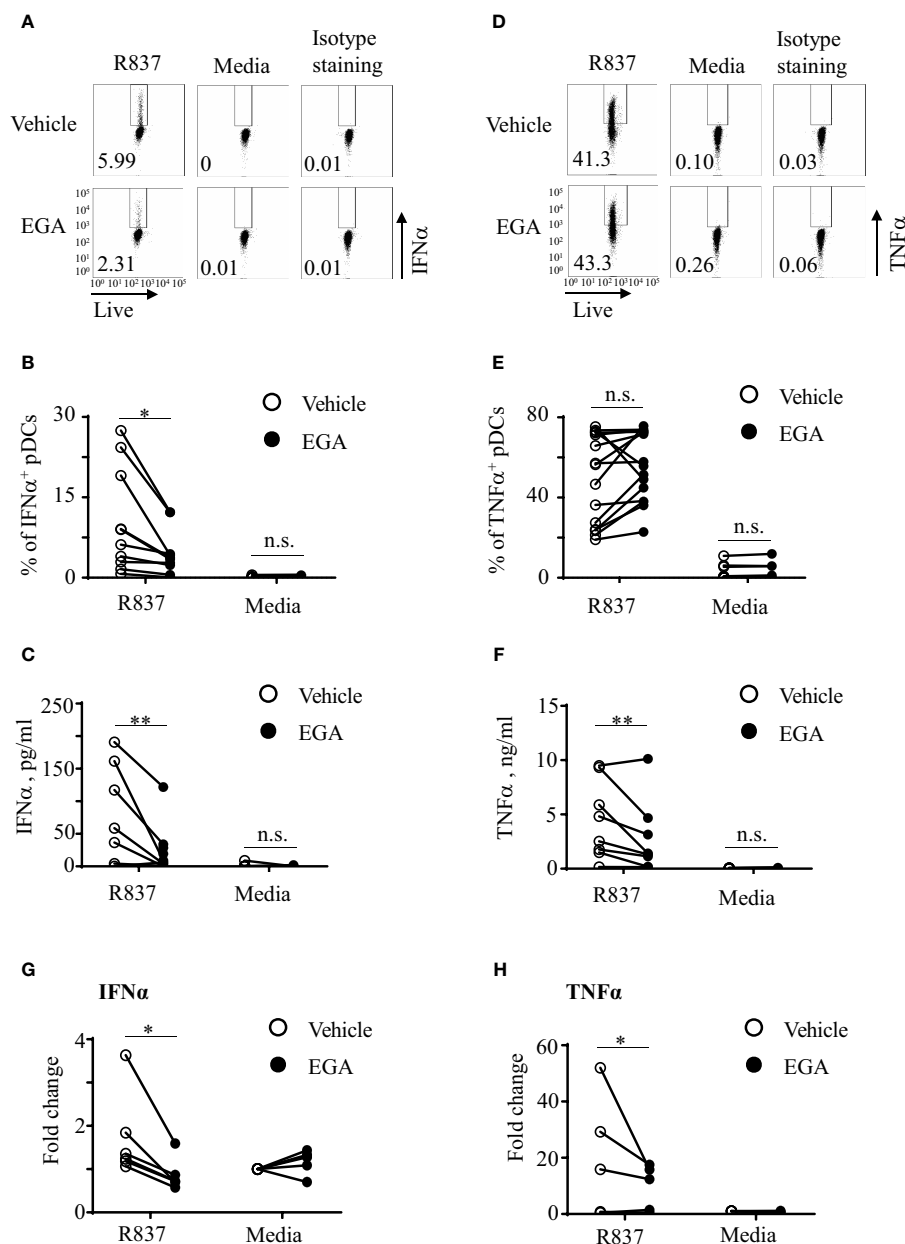 A
R837
Media
Isotype
staining
Vehicle
5.99
0
0.01
EGA
10⁵
10⁴
10³
10²
10¹
10⁰
2.31
0.01
0.01
10⁰ 10¹ 10² 10³ 10⁴ 10⁵
Live
IFNα
D
R837
Media
Isotype
staining
Vehicle
41.3
0.10
0.03
EGA
10⁵
10⁴
10³
10²
10¹
10⁰
43.3
0.26
0.06
10⁰ 10¹ 10² 10³ 10⁴ 10⁵
Live
TNFα
B
% of IFNα⁺ pDCs
30
15
0
*
n.s.
Vehicle
EGA
R837
Media
E
% of TNFα⁺ pDCs
80
40
0
n.s.
n.s.
Vehicle
EGA
R837
Media
C
IFNα , pg/ml
250
150
50
0
**
n.s.
Vehicle
EGA
R837
Media
F
TNFα , ng/ml
15
10
5
0
**
n.s.
Vehicle
EGA
R837
Media
G
IFNα
Fold change
4
2
0
*
Vehicle
EGA
R837
Media
H
TNFα
Fold change
60
40
20
0
*
Vehicle
EGA
R837
Media